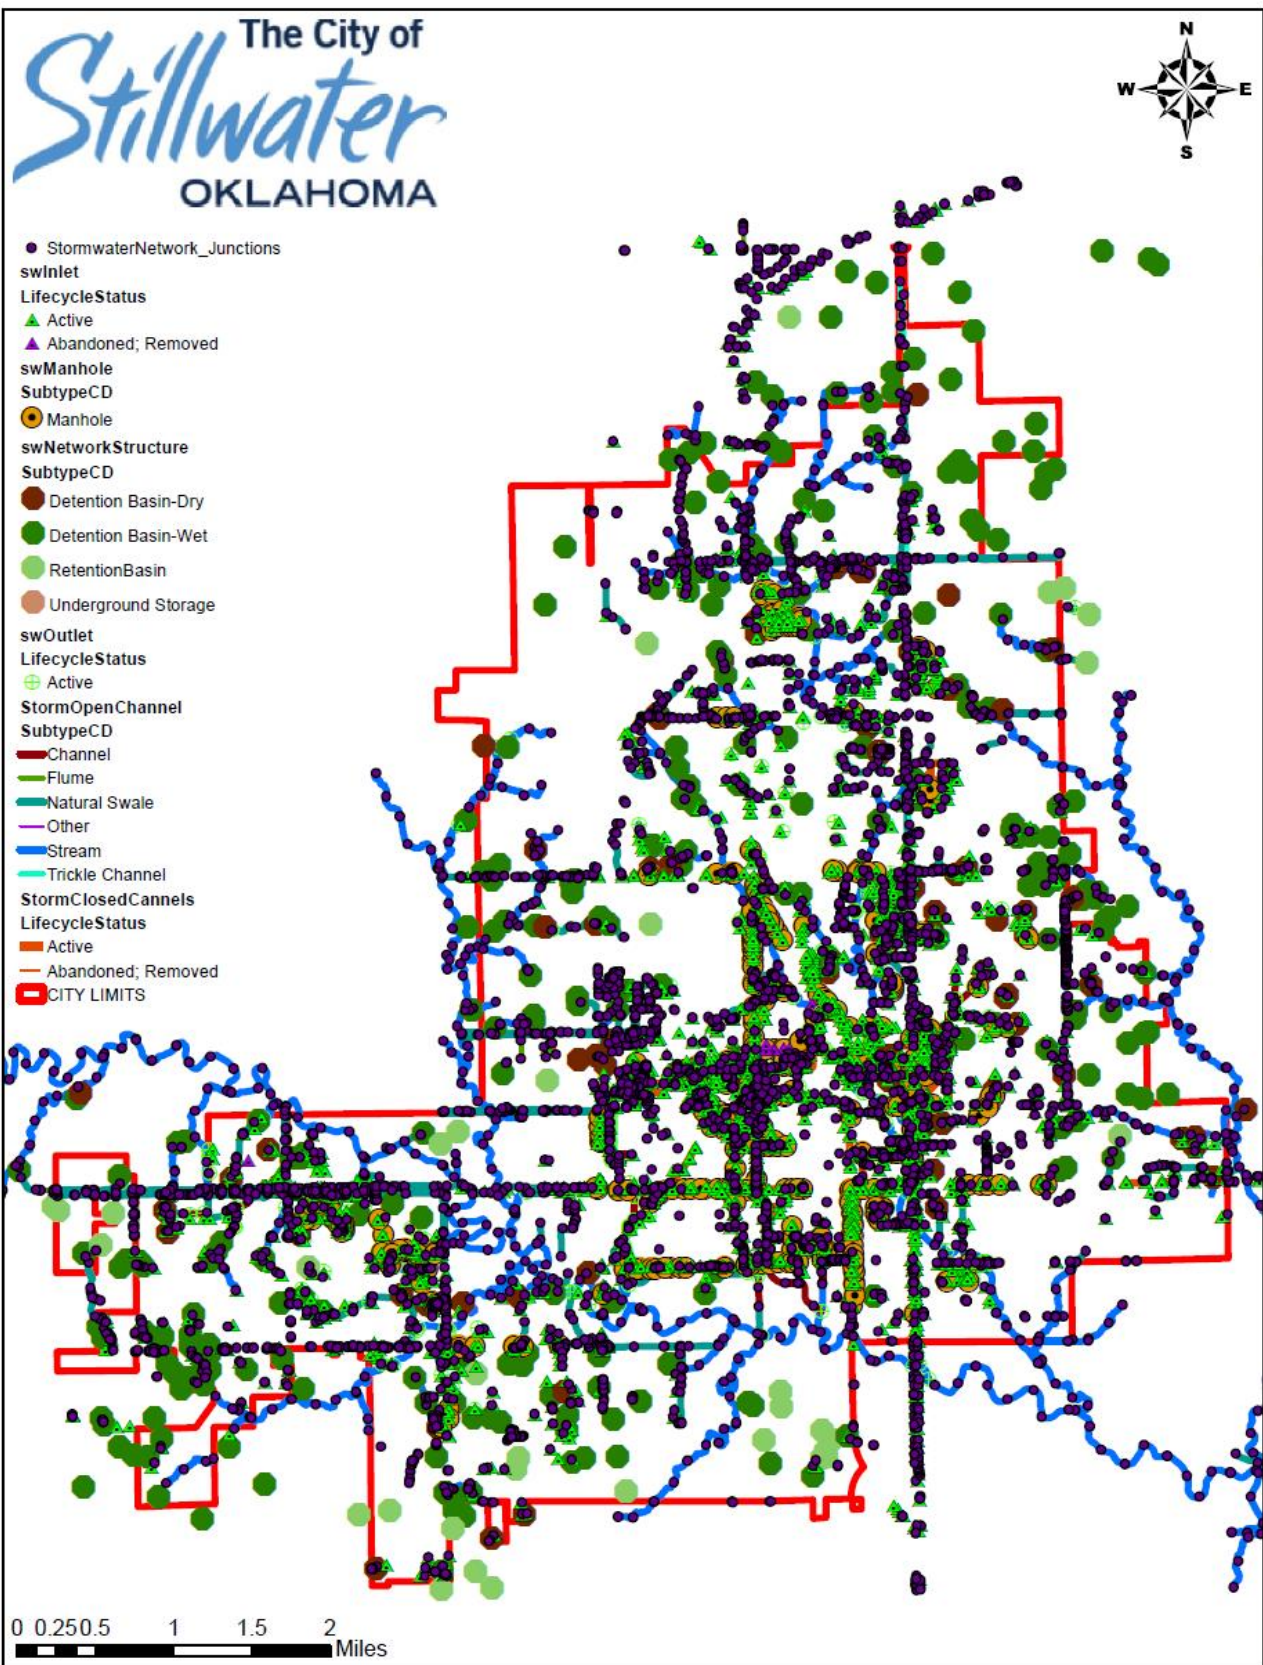 The City of
Stillwater
OKLAHOMA
N
W E
S
StormwaterNetwork_Junctions
swInlet
LifecycleStatus
Active
Abandoned; Removed
swManhole
SubtypeCD
Manhole
swNetworkStructure
SubtypeCD
Detention Basin-Dry
Detention Basin-Wet
RetentionBasin
Underground Storage
swOutlet
LifecycleStatus
Active
StormOpenChannel
SubtypeCD
Channel
Flume
Natural Swale
Other
Stream
Trickle Channel
StormClosedCannels
LifecycleStatus
Active
Abandoned; Removed
CITY LIMITS
0 0.25 0.5 1 1.5 2
Miles